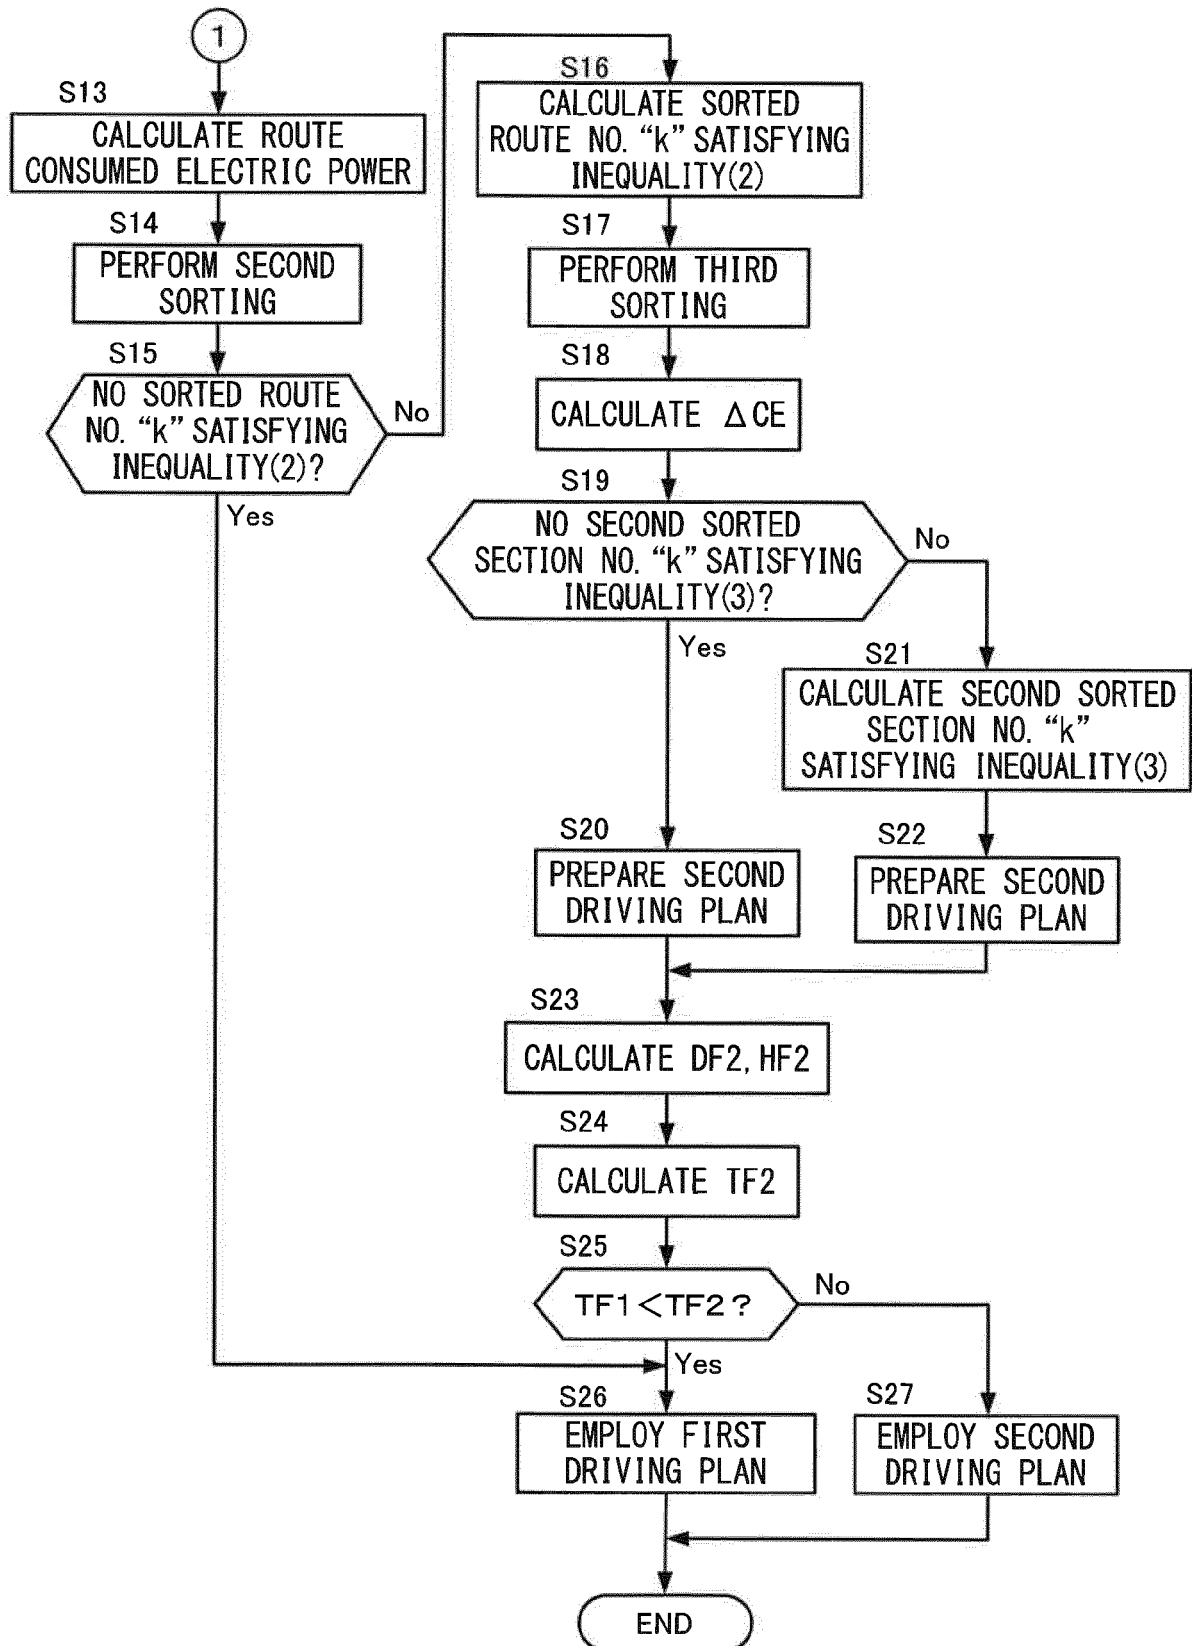 1
S13
CALCULATE ROUTE
CONSUMED ELECTRIC POWER
S14
PERFORM SECOND
SORTING
S15
NO SORTED ROUTE
NO. “k” SATISFYING
INEQUALITY(2)?
No
Yes
S16
CALCULATE SORTED
ROUTE NO. “k” SATISFYING
INEQUALITY(2)
S17
PERFORM THIRD
SORTING
S18
CALCULATE ΔCE
S19
NO SECOND SORTED
SECTION NO. “k” SATISFYING
INEQUALITY(3)?
No
Yes
S21
CALCULATE SECOND SORTED
SECTION NO. “k”
SATISFYING INEQUALITY(3)
S20
PREPARE SECOND
DRIVING PLAN
S22
PREPARE SECOND
DRIVING PLAN
S23
CALCULATE DF2, HF2
S24
CALCULATE TF2
S25
TF1<TF2?
No
Yes
S26
EMPLOY FIRST
DRIVING PLAN
S27
EMPLOY SECOND
DRIVING PLAN
END